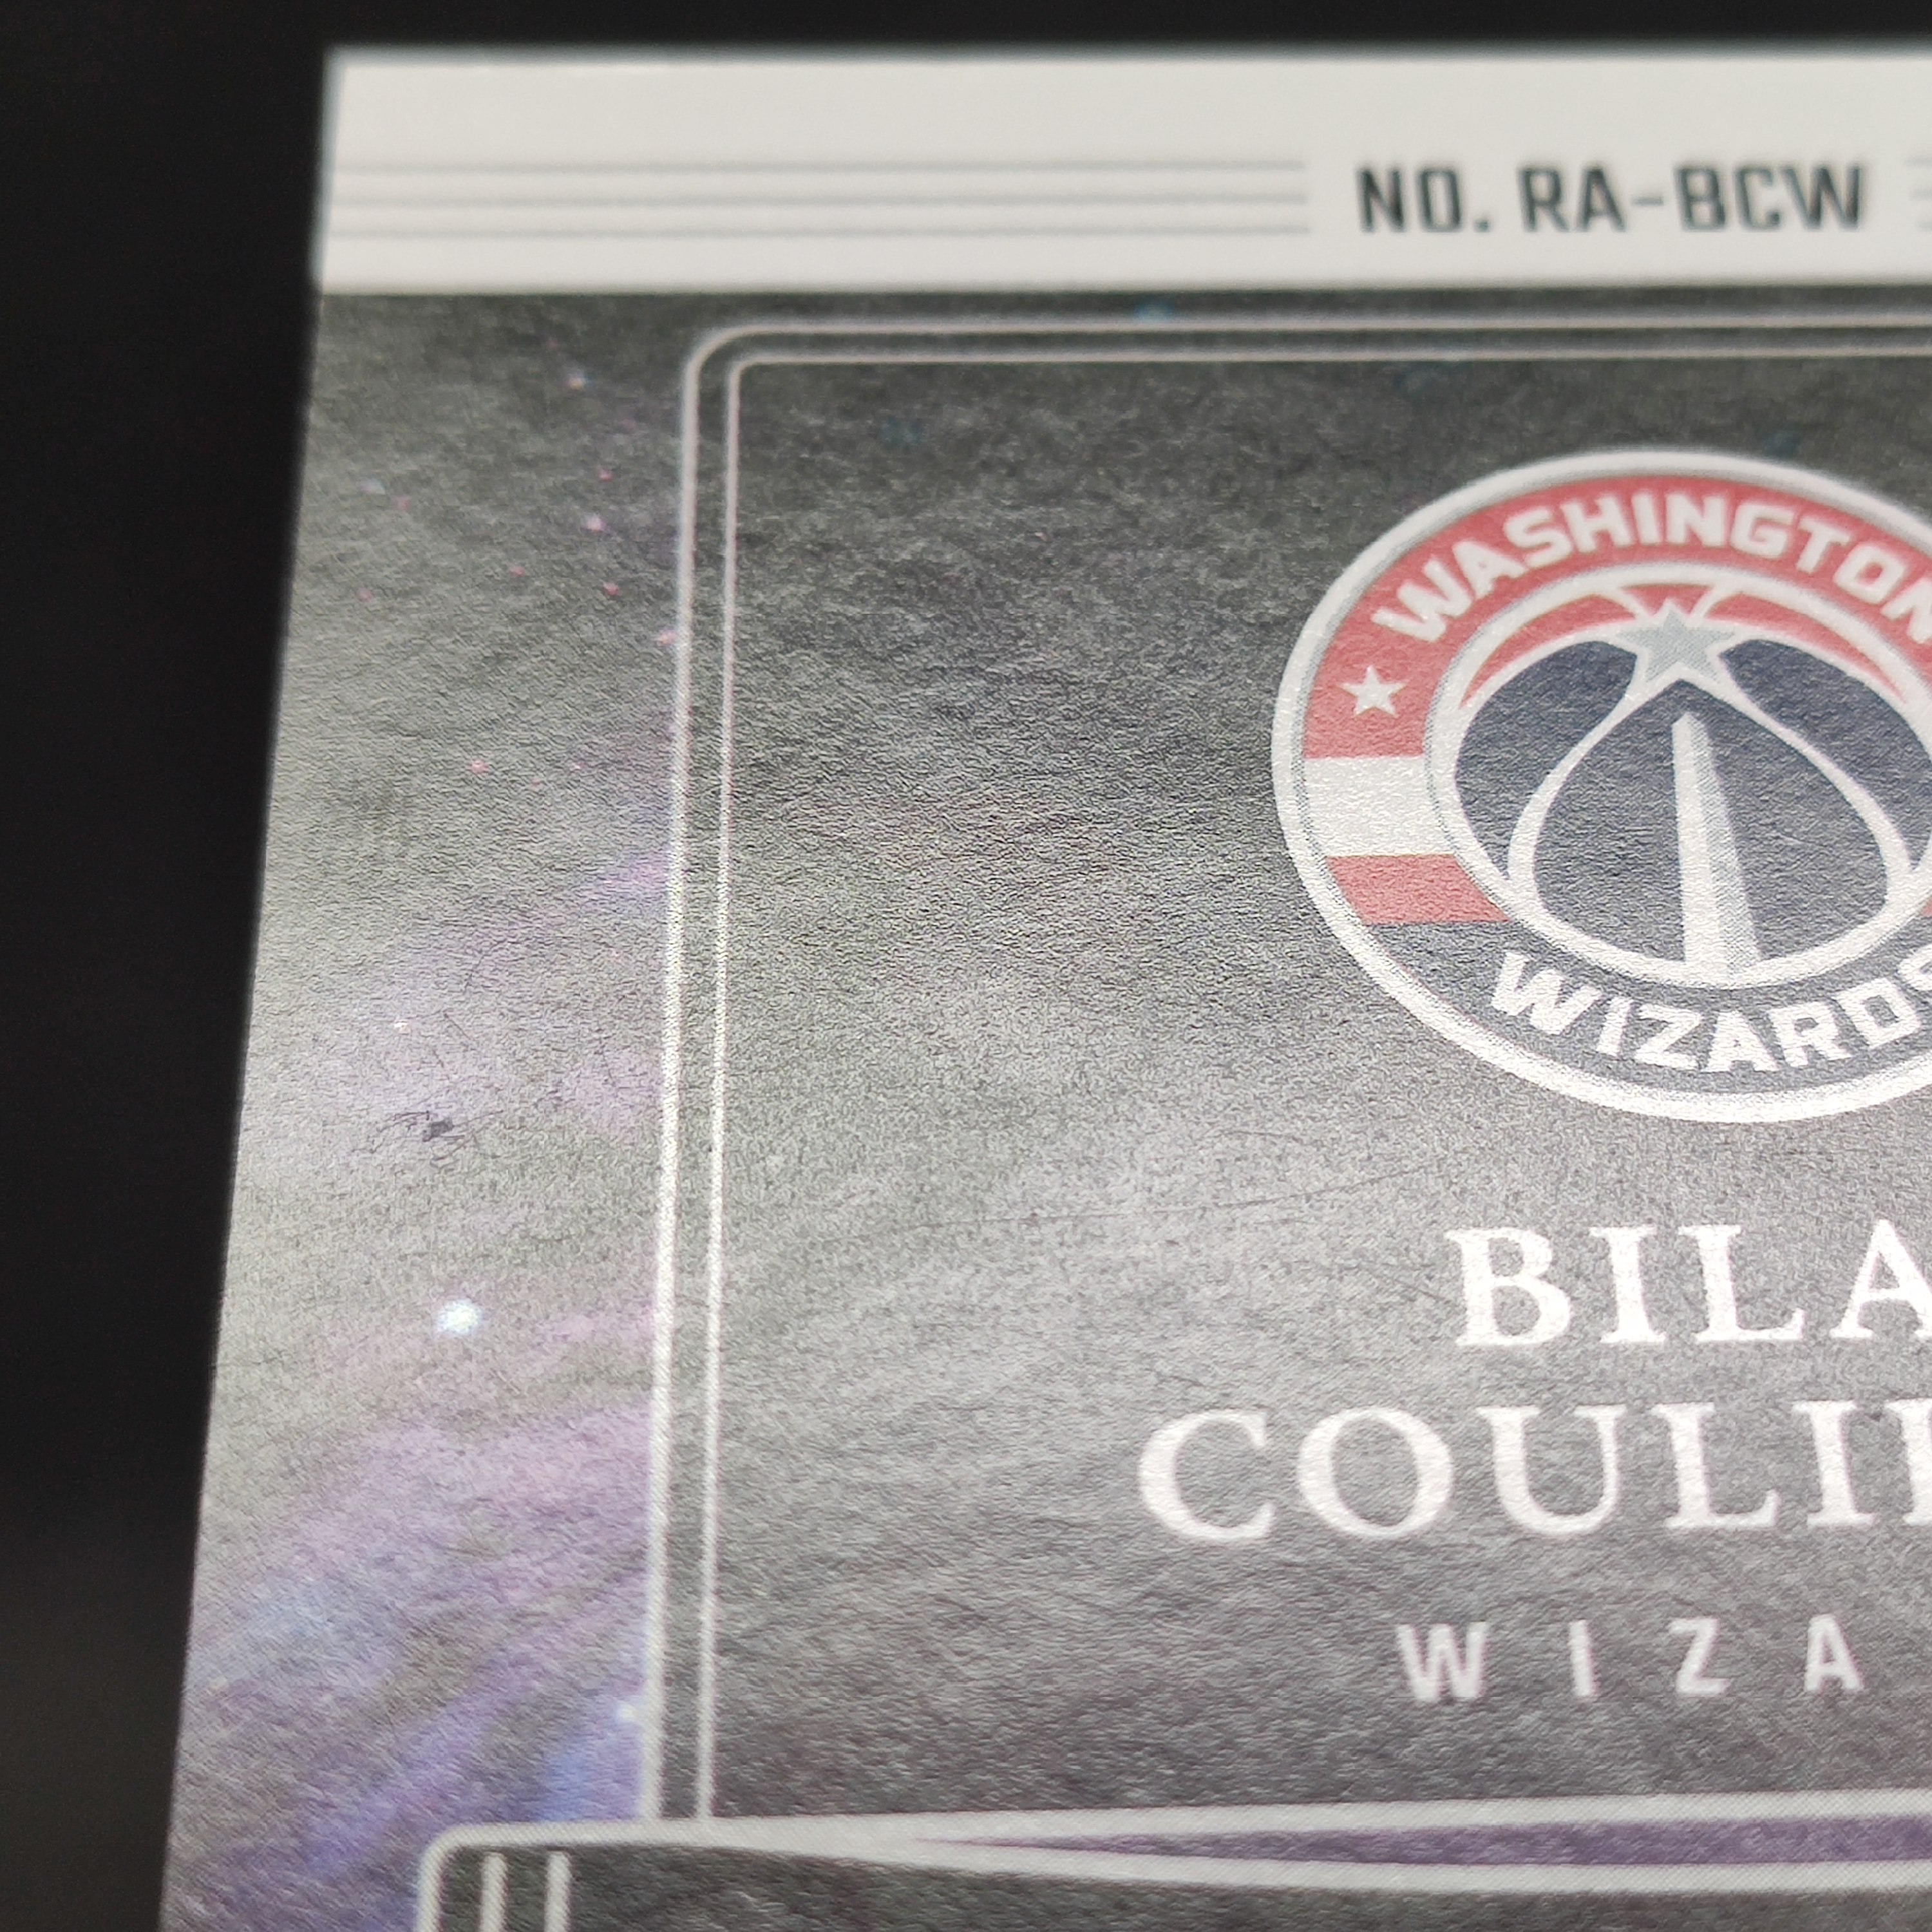 NO. RA-BCW
WASHINGTON
WIZARDS
BILA
COULI
WIZA